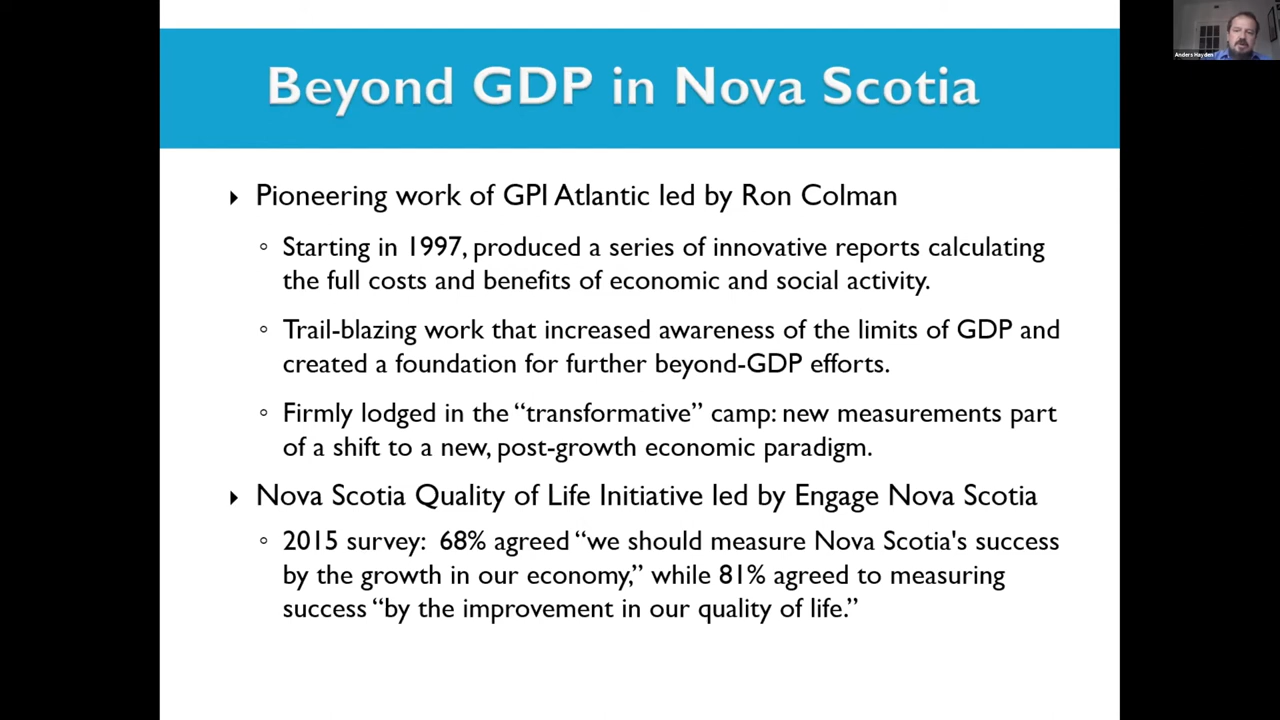 Beyond GDP in Nova Scotia
Anders Hayden
Pioneering work of GPI Atlantic led by Ron Colman
Starting in 1997, produced a series of innovative reports calculating
the full costs and benefits of economic and social activity.
Trail-blazing work that increased awareness of the limits of GDP and
created a foundation for further beyond-GDP efforts.
Firmly lodged in the “transformative” camp: new measurements part
of a shift to a new, post-growth economic paradigm.
Nova Scotia Quality of Life Initiative led by Engage Nova Scotia
2015 survey: 68% agreed “we should measure Nova Scotia's success
by the growth in our economy,” while 81% agreed to measuring
success “by the improvement in our quality of life.”